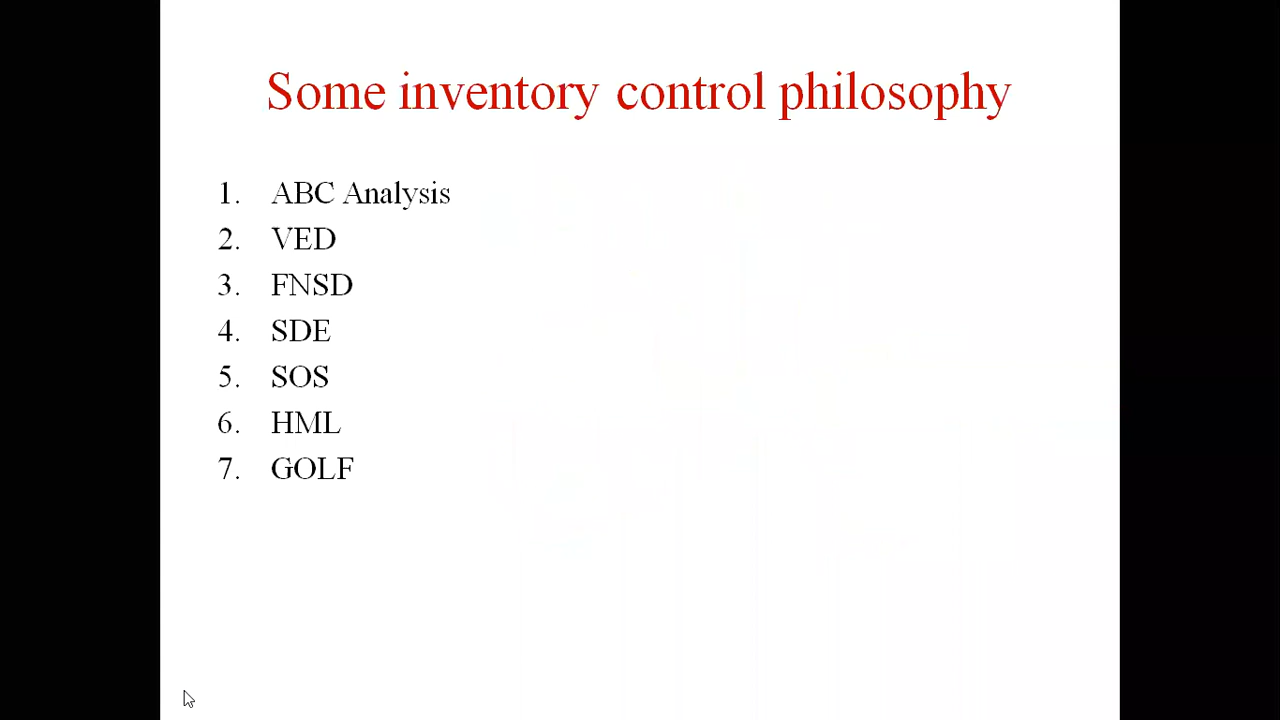 Some inventory control philosophy
1. ABC Analysis
2. VED
3. FNSD
4. SDE
5. SOS
6. HML
7. GOLF